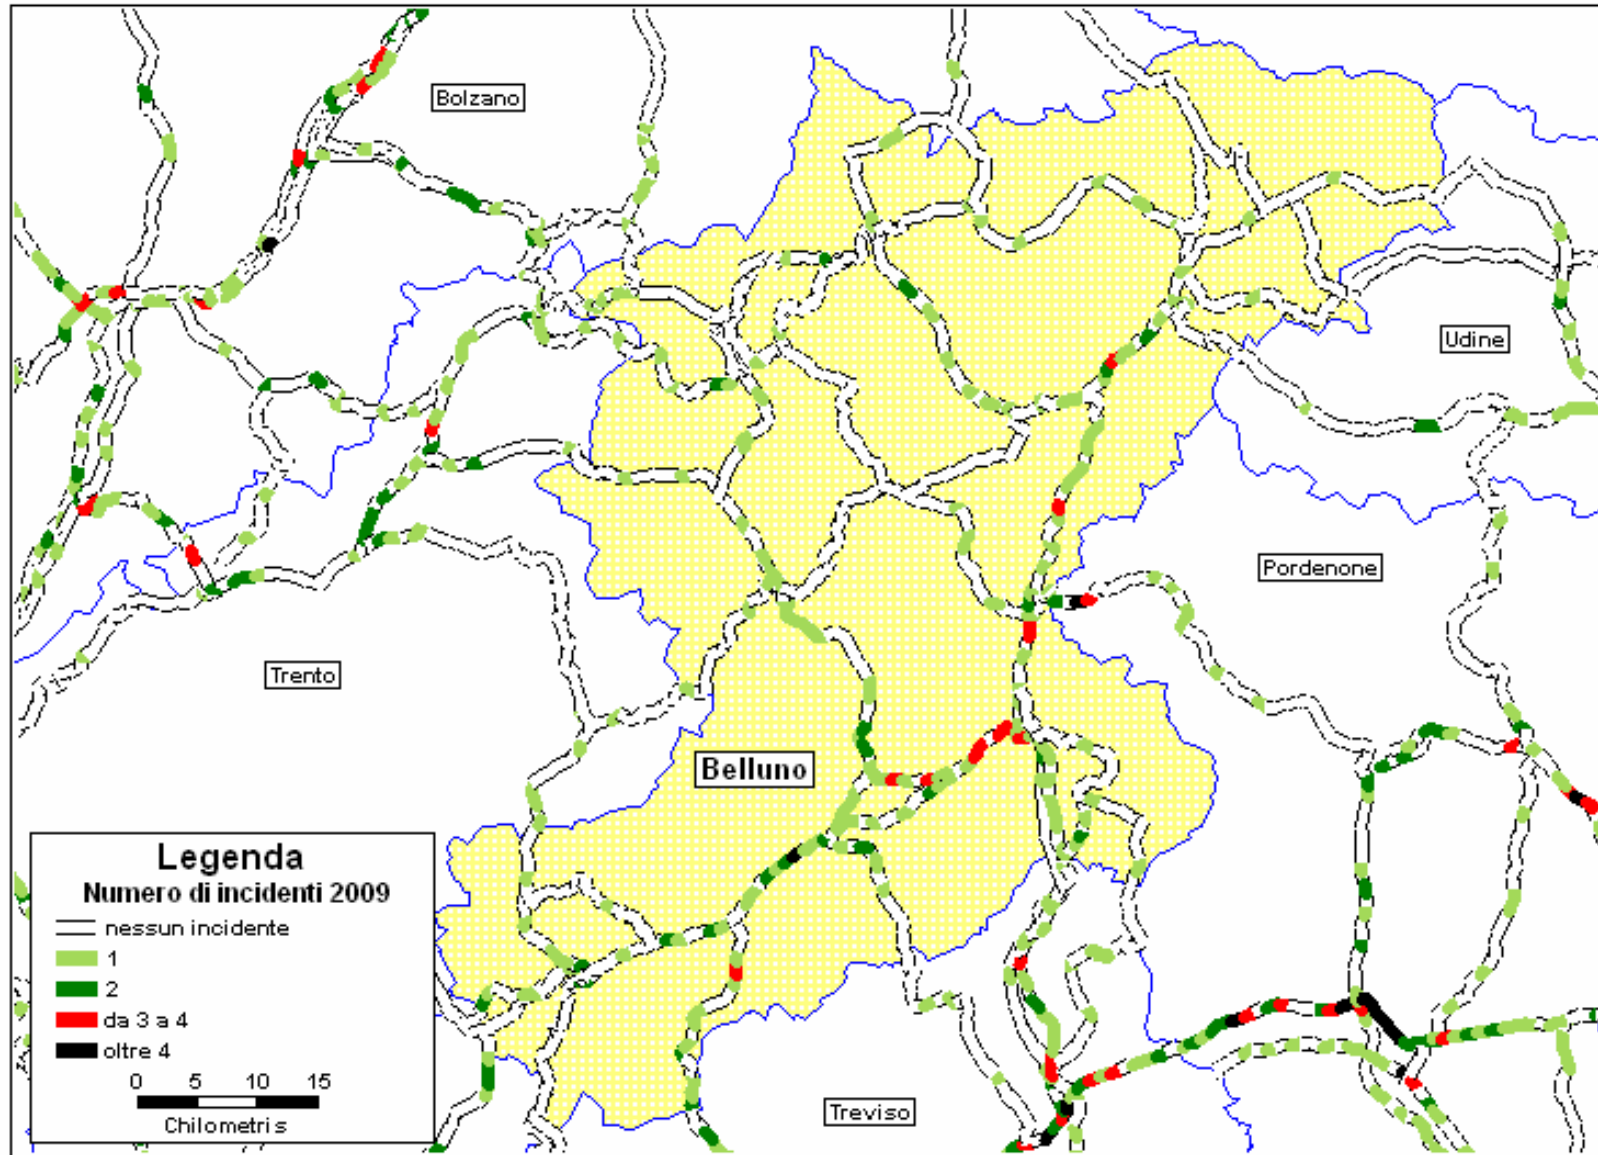 Bolzano
Udine
Pordenone
Trento
Belluno
Treviso
Legenda
Numero di incidenti 2009
nessun incidente
1
2
da 3 a 4
oltre 4
0 5 10 15
Chilometri s